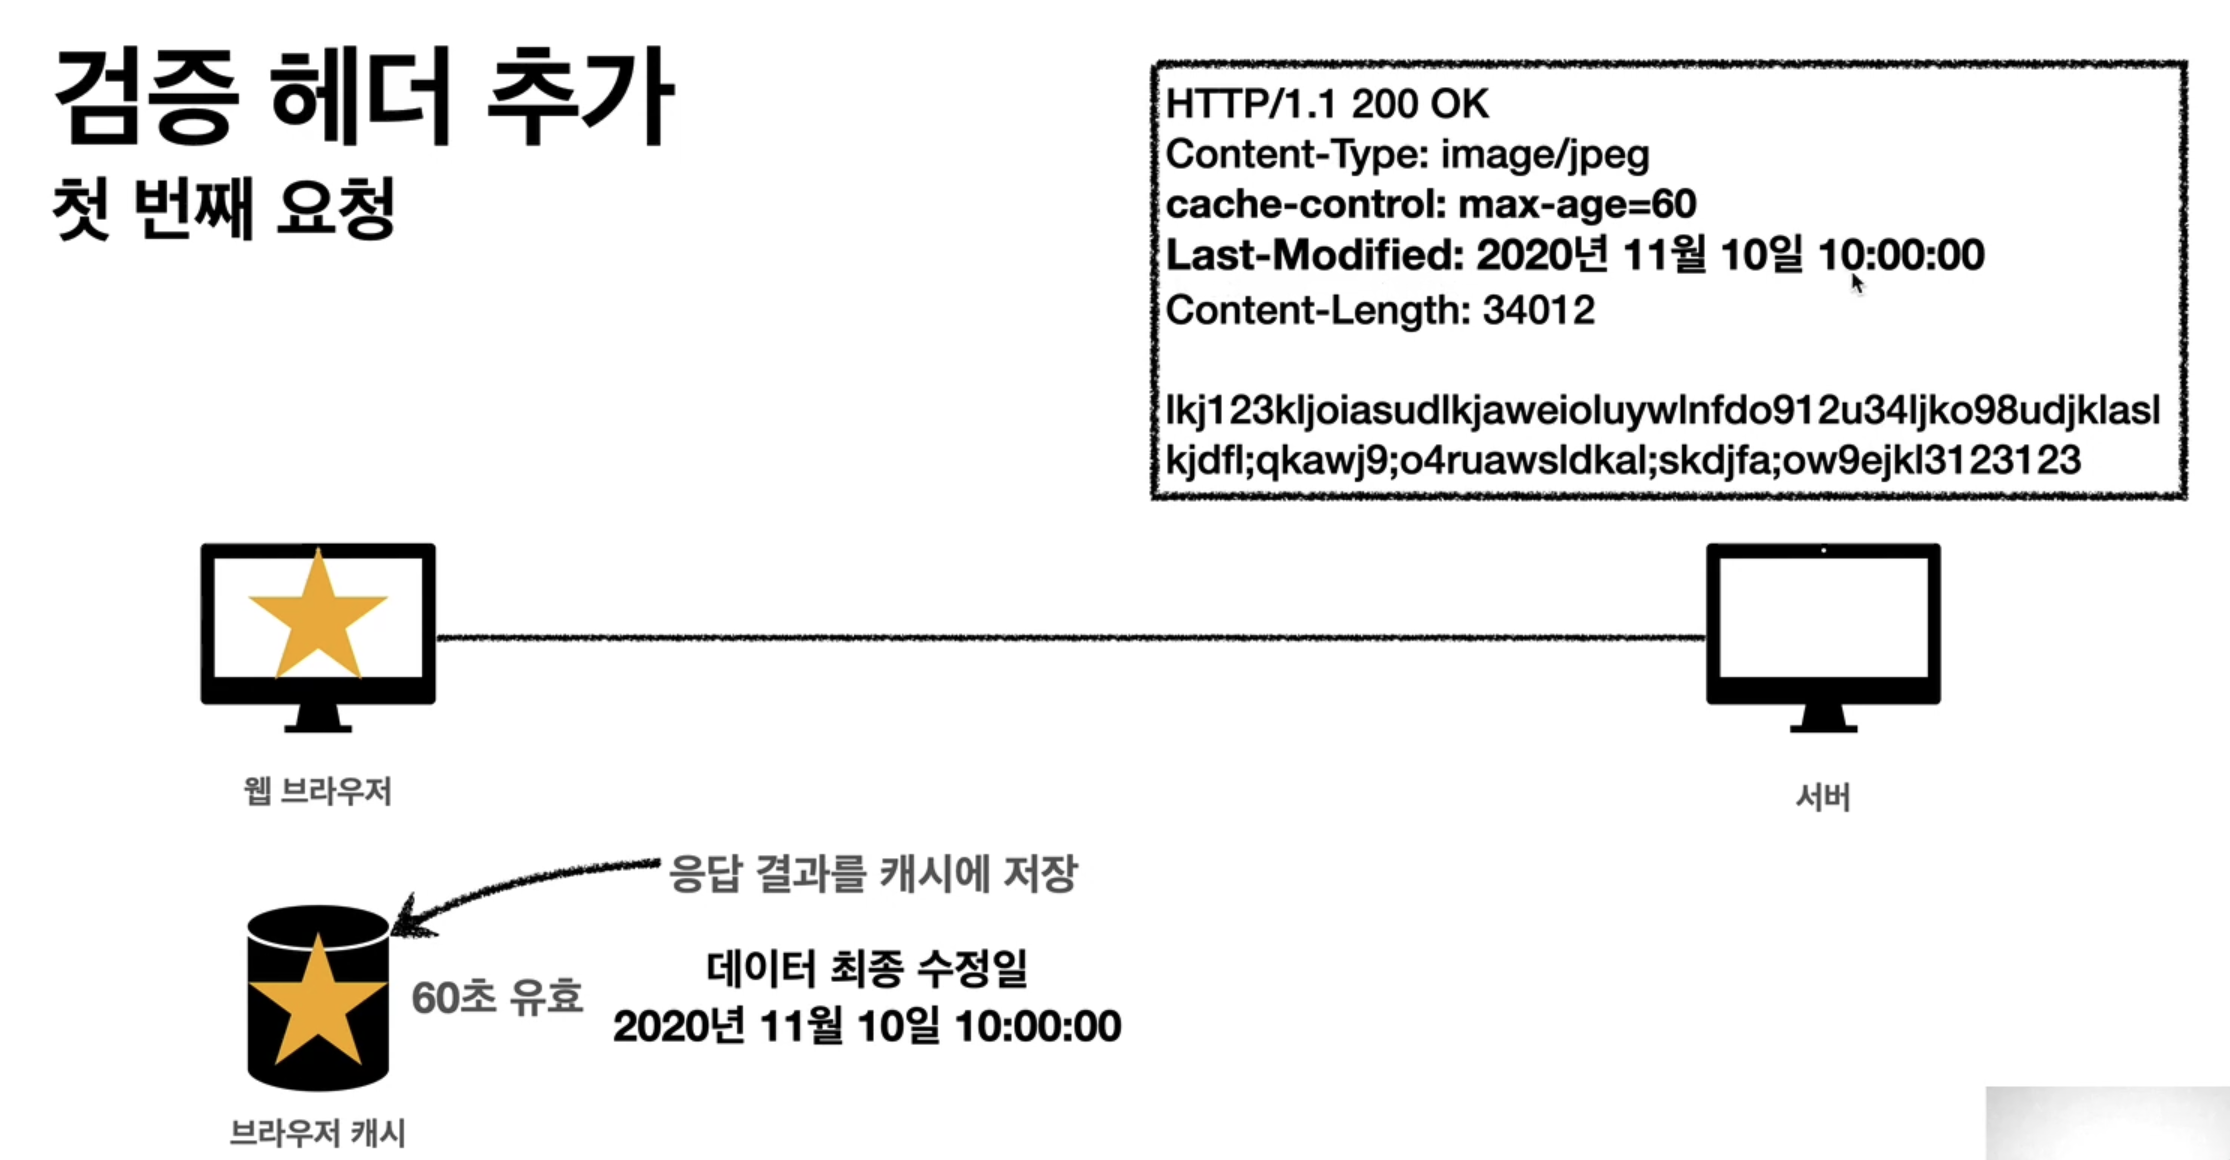 검증 헤더 추가
첫 번째 요청
HTTP/1.1 200 OK
Content-Type: image/jpeg
cache-control: max-age=60
Last-Modified: 2020년 11월 10일 10:00:00
Content-Length: 34012
lkj123kljoiasudlkjaweioluywlnfdo912u34ljko98udjklasl
kjdfl;qkawj9;o4ruawsldkal;skdjfa;ow9ejkl3123123
웹 브라우저
서버
응답 결과를 캐시에 저장
60초 유효
데이터 최종 수정일
2020년 11월 10일 10:00:00
브라우저 캐시